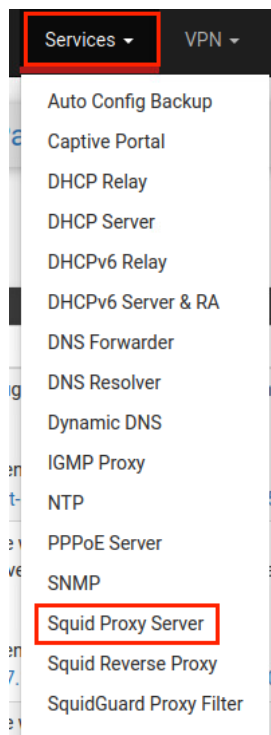 Services VPN
Auto Config Backup
Captive Portal
DHCP Relay
DHCP Server
DHCPv6 Relay
DHCPv6 Server & RA
DNS Forwarder
DNS Resolver
Dynamic DNS
IGMP Proxy
NTP
PPPoE Server
SNMP
Squid Proxy Server
Squid Reverse Proxy
SquidGuard Proxy Filter